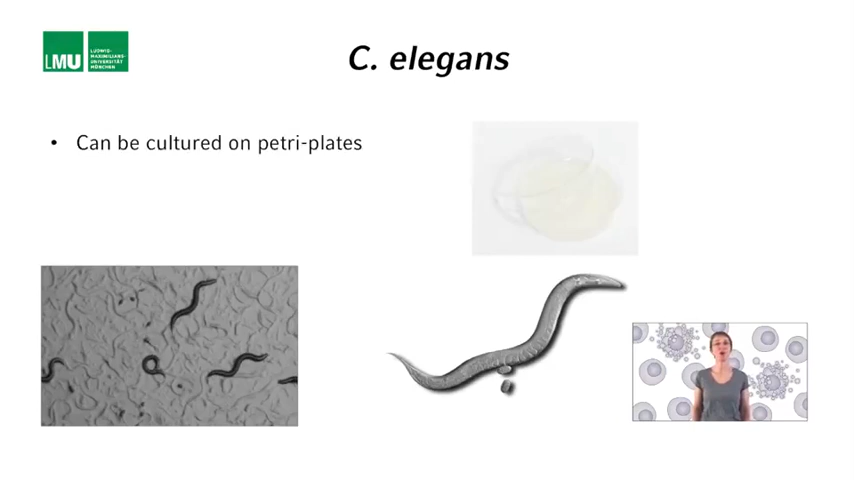 LMU
LUDWIG-
MAXIMILIANS-
UNIVERSITÄT
MÜNCHEN
C. elegans
• Can be cultured on petri-plates